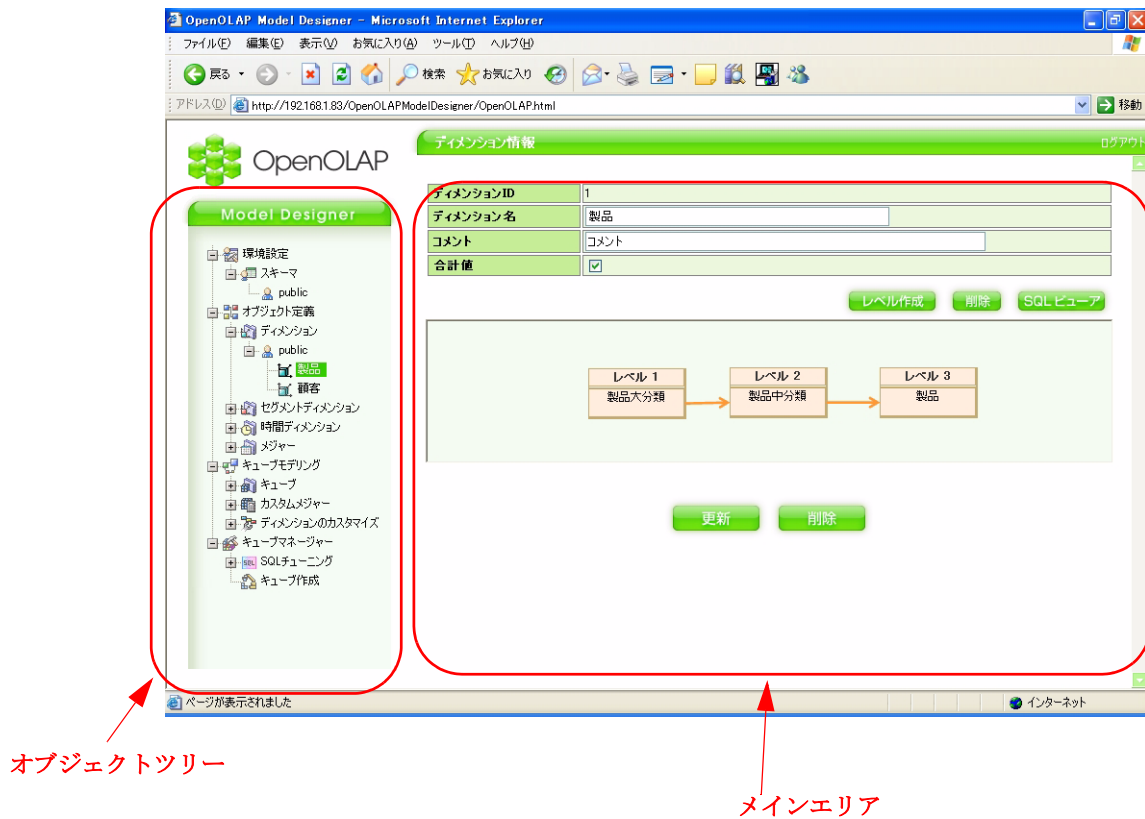 OpenOLAP Model Designer - Microsoft Internet Explorer
ファイル(F) 編集(E) 表示(V) お気に入り(A) ツール(T) ヘルプ(H)
戻る 検索 お気に入り
アドレス(D) http://192.168.1.83/OpenOLAPModelDesigner/OpenOLAP.html 移動
OpenOLAP
Model Designer
環境設定
スキーマ
public
オブジェクト定義
ディメンション
public
製品
顧客
セグメントディメンション
時間ディメンション
メジャー
キューブモデリング
キューブ
カスタムメジャー
ディメンションのカスタマイズ
キューブマネージャー
SQL SQLチューニング
キューブ作成
ディメンション情報 ログアウト
ディメンションID 1
ディメンション名 製品
コメント コメント
合計値
レベル作成 削除 SQL ビューア
レベル 1 レベル 2 レベル 3
製品大分類 製品中分類 製品
更新 削除
ページが表示されました インターネット
オブジェクトツリー
メインエリア